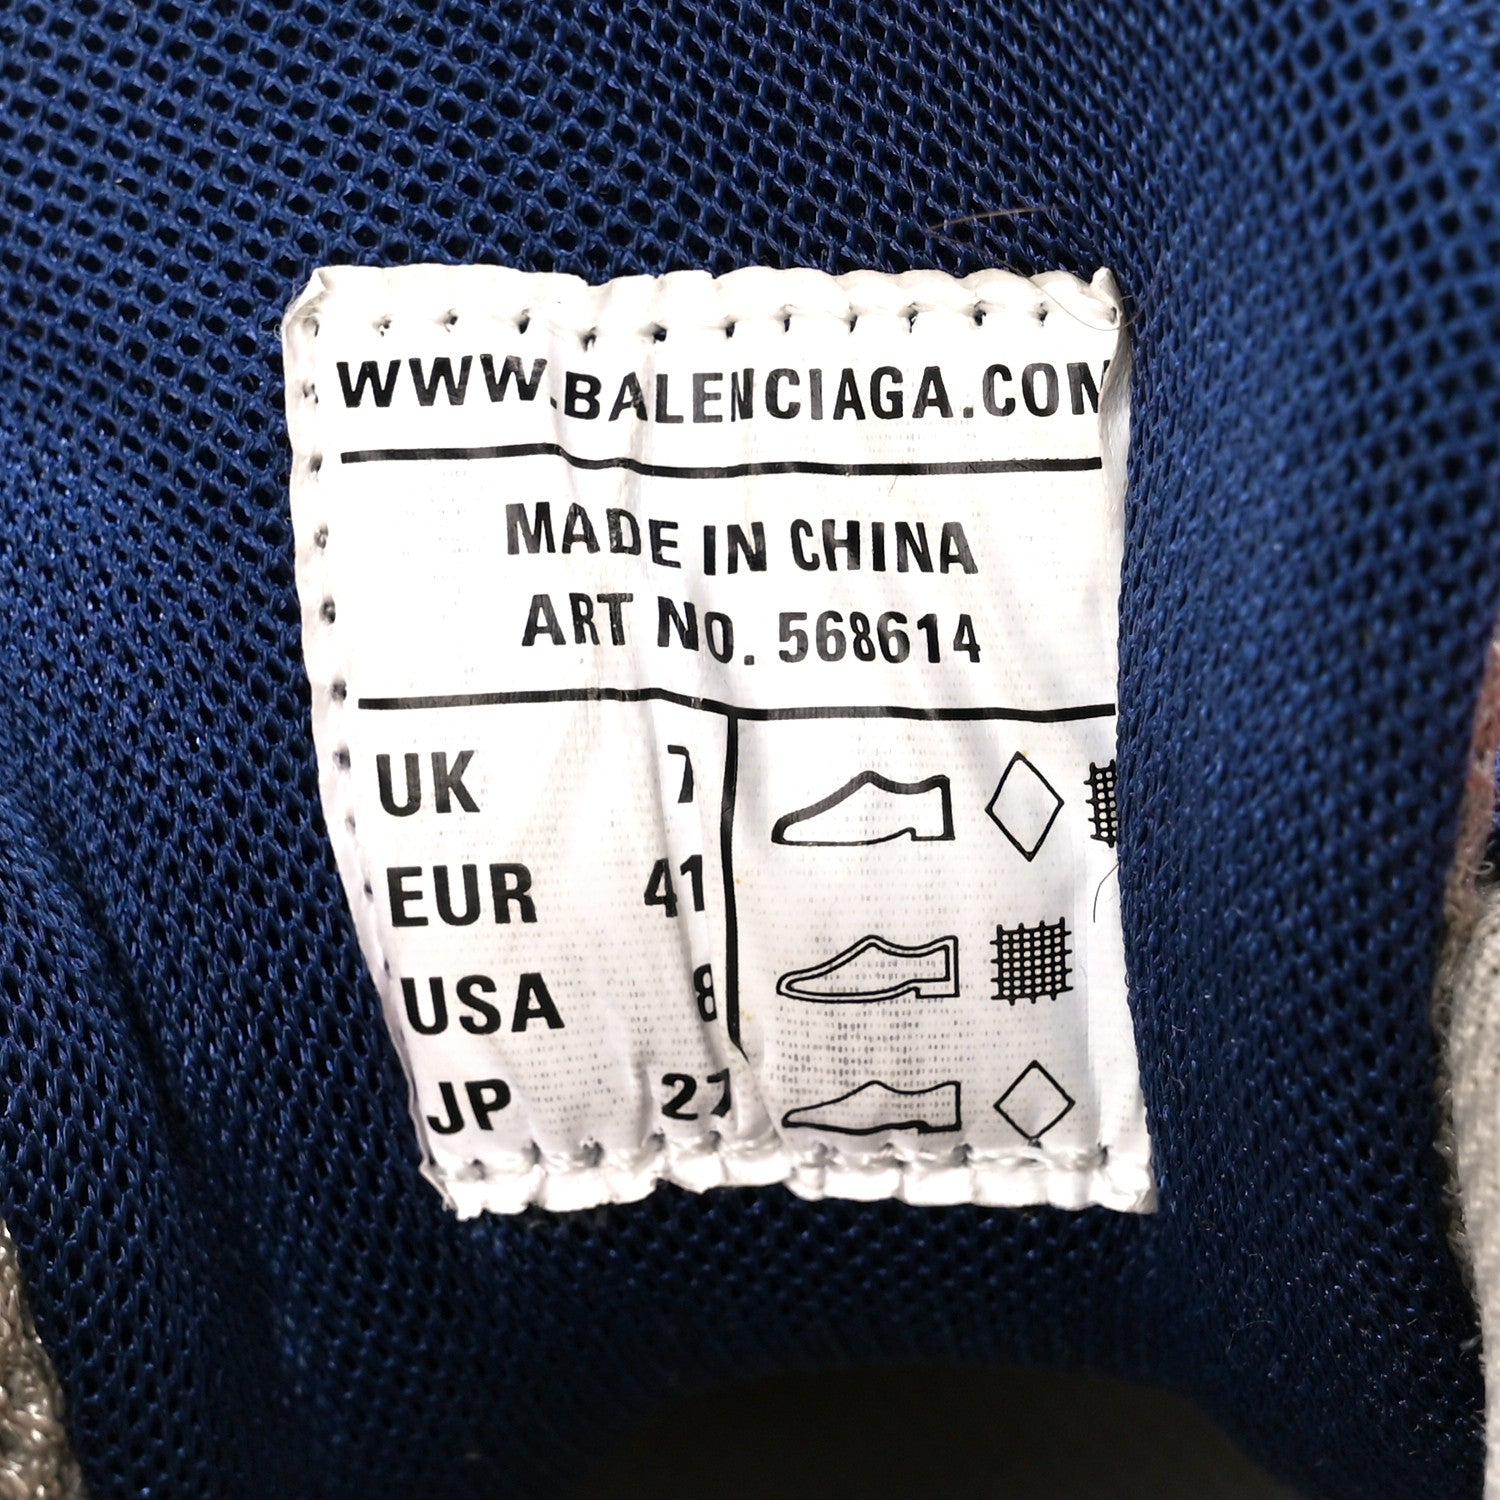 WWW.BALENCIAGA.COM
MADE IN CHINA
ART NO. 568614
UK 7
EUR 41
USA 8
JP 27